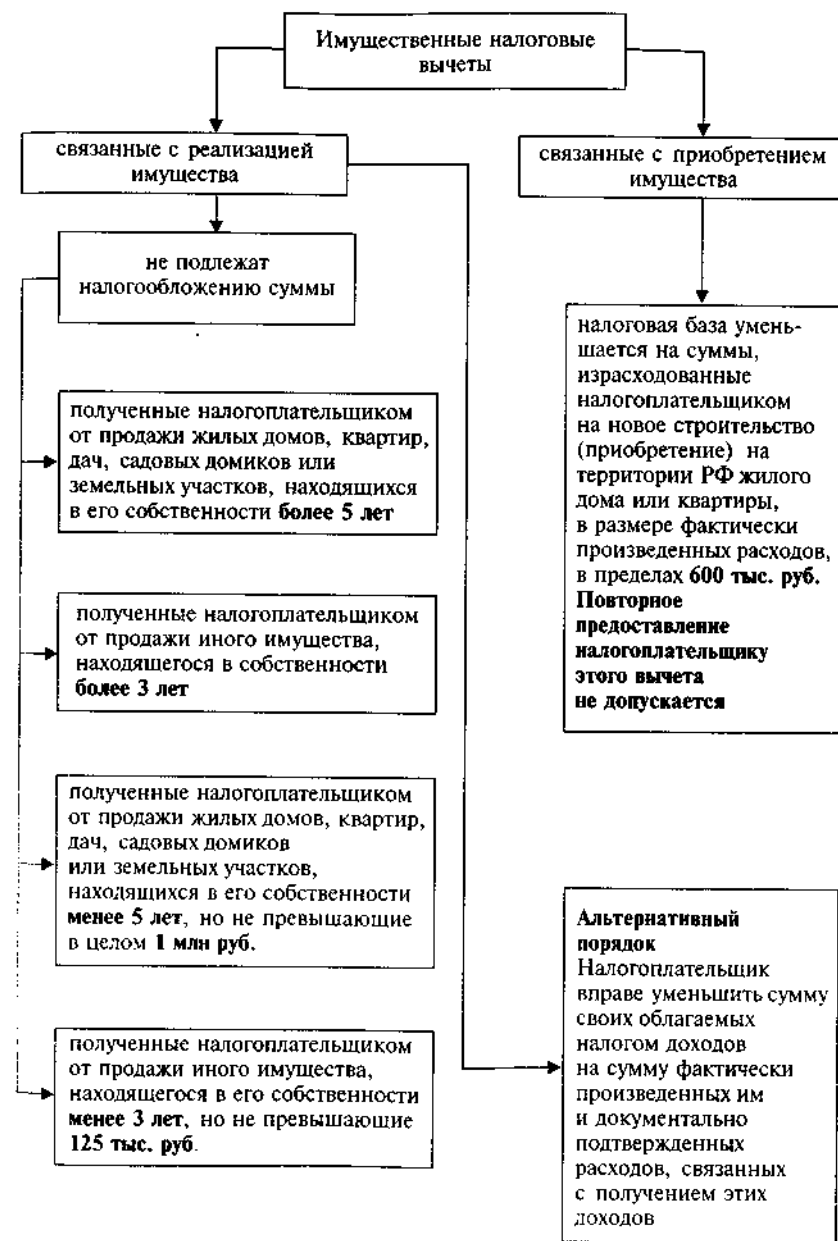 Имущественные налоговые
вычеты
связанные с реализацией
имущества
связанные с приобретением
имущества
не подлежат
налогообложению суммы
полученные налогоплательщиком
от продажи жилых домов, квартир,
дач, садовых домиков или
земельных участков, находящихся
в его собственности более 5 лет
полученные налогоплательщиком
от продажи иного имущества,
находящегося в собственности
более 3 лет
полученные налогоплательщиком
от продажи жилых домов, квартир,
дач, садовых домиков
или земельных участков,
находящихся в его собственности
менее 5 лет, но не превышающие
в целом 1 млн руб.
полученные налогоплательщиком
от продажи иного имущества,
находящегося в его собственности
менее 3 лет, но не превышающие
125 тыс. руб.
налоговая база умень-
шается на суммы,
израсходованные
налогоплательщиком
на новое строительство
(приобретение) на
территории РФ жилого
дома или квартиры,
в размере фактически
произведенных расходов,
в пределах 600 тыс. руб.
Повторное
предоставление
налогоплательщику
этого вычета
не допускается
Альтернативный
порядок
Налогоплательщик
вправе уменьшить сумму
своих облагаемых
налогом доходов
на сумму фактически
произведенных им
и документально
подтвержденных
расходов, связанных
с получением этих
доходов